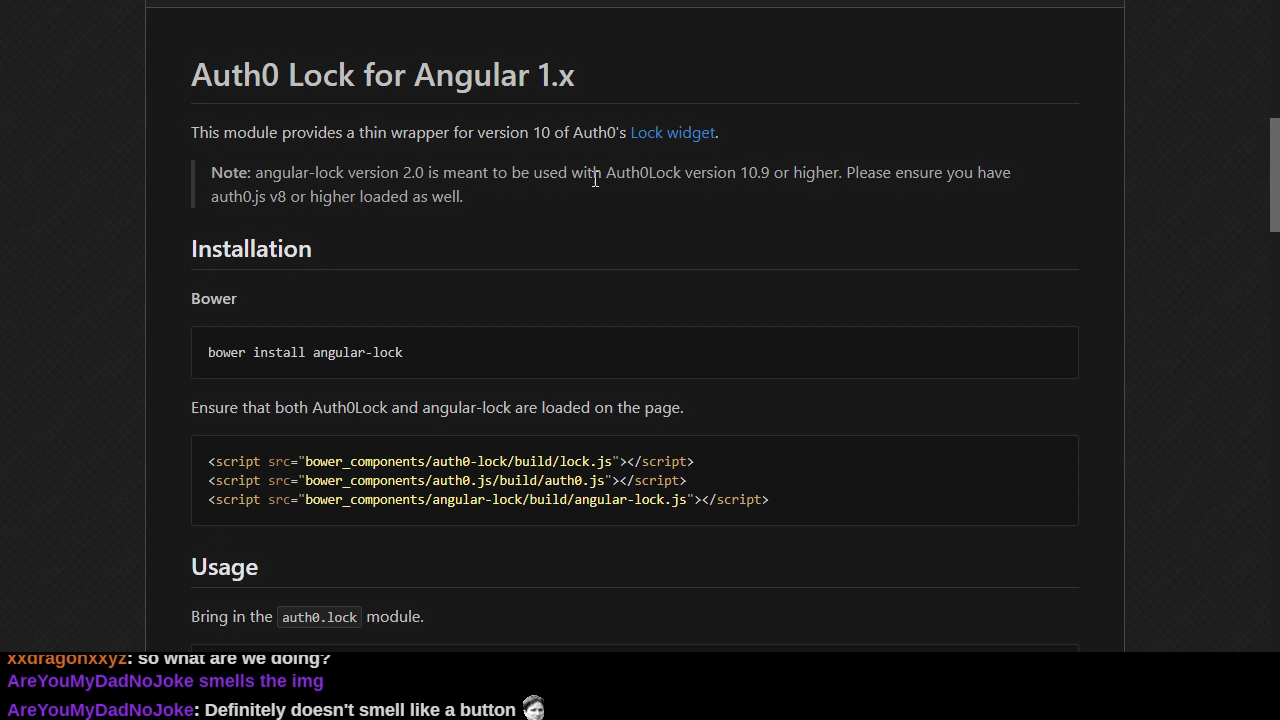 Auth0 Lock for Angular 1.x
This module provides a thin wrapper for version 10 of Auth0's Lock widget.
Note: angular-lock version 2.0 is meant to be used with Auth0Lock version 10.9 or higher. Please ensure you have
auth0.js v8 or higher loaded as well.
Installation
Bower
bower install angular-lock
Ensure that both Auth0Lock and angular-lock are loaded on the page.
<script src="bower_components/auth0-lock/build/lock.js"></script>
<script src="bower_components/auth0.js/build/auth0.js"></script>
<script src="bower_components/angular-lock/build/angular-lock.js"></script>
Usage
Bring in the auth0.lock module.
xxdragonxxyz: so what are we doing?
AreYouMyDadNoJoke smells the img
AreYouMyDadNoJoke: Definitely doesn't smell like a button